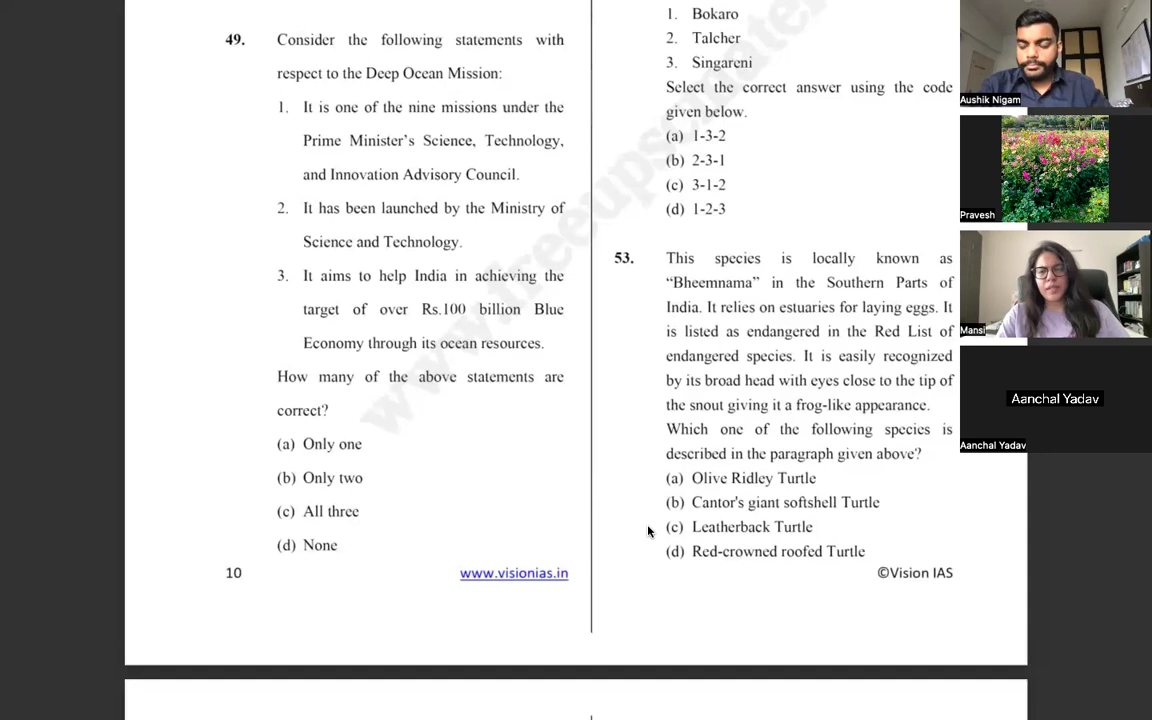 49. Consider the following statements with
respect to the Deep Ocean Mission:
1. It is one of the nine missions under the
Prime Minister's Science, Technology,
and Innovation Advisory Council.
2. It has been launched by the Ministry of
Science and Technology.
3. It aims to help India in achieving the
target of over Rs.100 billion Blue
Economy through its ocean resources.
How many of the above statements are
correct?
(a) Only one
(b) Only two
(c) All three
(d) None
10
www.visionias.in
1. Bokaro
2. Talcher
3. Singareni
Select the correct answer using the code
given below.
(a) 1-3-2
(b) 2-3-1
(c) 3-1-2
(d) 1-2-3
53. This species is locally known as
“Bheemnama” in the Southern Parts of
India. It relies on estuaries for laying eggs. It
is listed as endangered in the Red List of
endangered species. It is easily recognized
by its broad head with eyes close to the tip of
the snout giving it a frog-like appearance.
Which one of the following species is
described in the paragraph given above?
(a) Olive Ridley Turtle
(b) Cantor's giant softshell Turtle
(c) Leatherback Turtle
(d) Red-crowned roofed Turtle
©Vision IAS
Aushik Nigam
Pravesh
Mansi
Aanchal Yadav
Aanchal Yadav